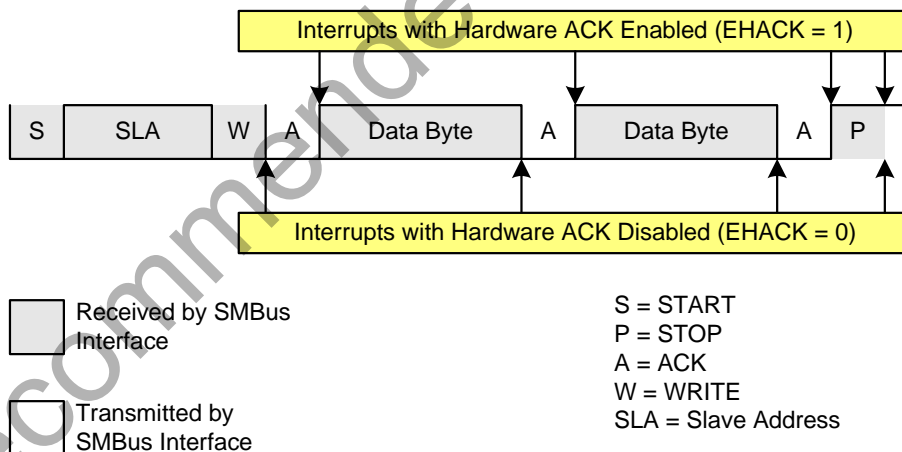 Interrupts with Hardware ACK Enabled (EHACK = 1)
S SLA W A Data Byte A Data Byte A P
Interrupts with Hardware ACK Disabled (EHACK = 0)
Received by SMBus
Interface
Transmitted by
SMBus Interface
S = START
P = STOP
A = ACK
W = WRITE
SLA = Slave Address